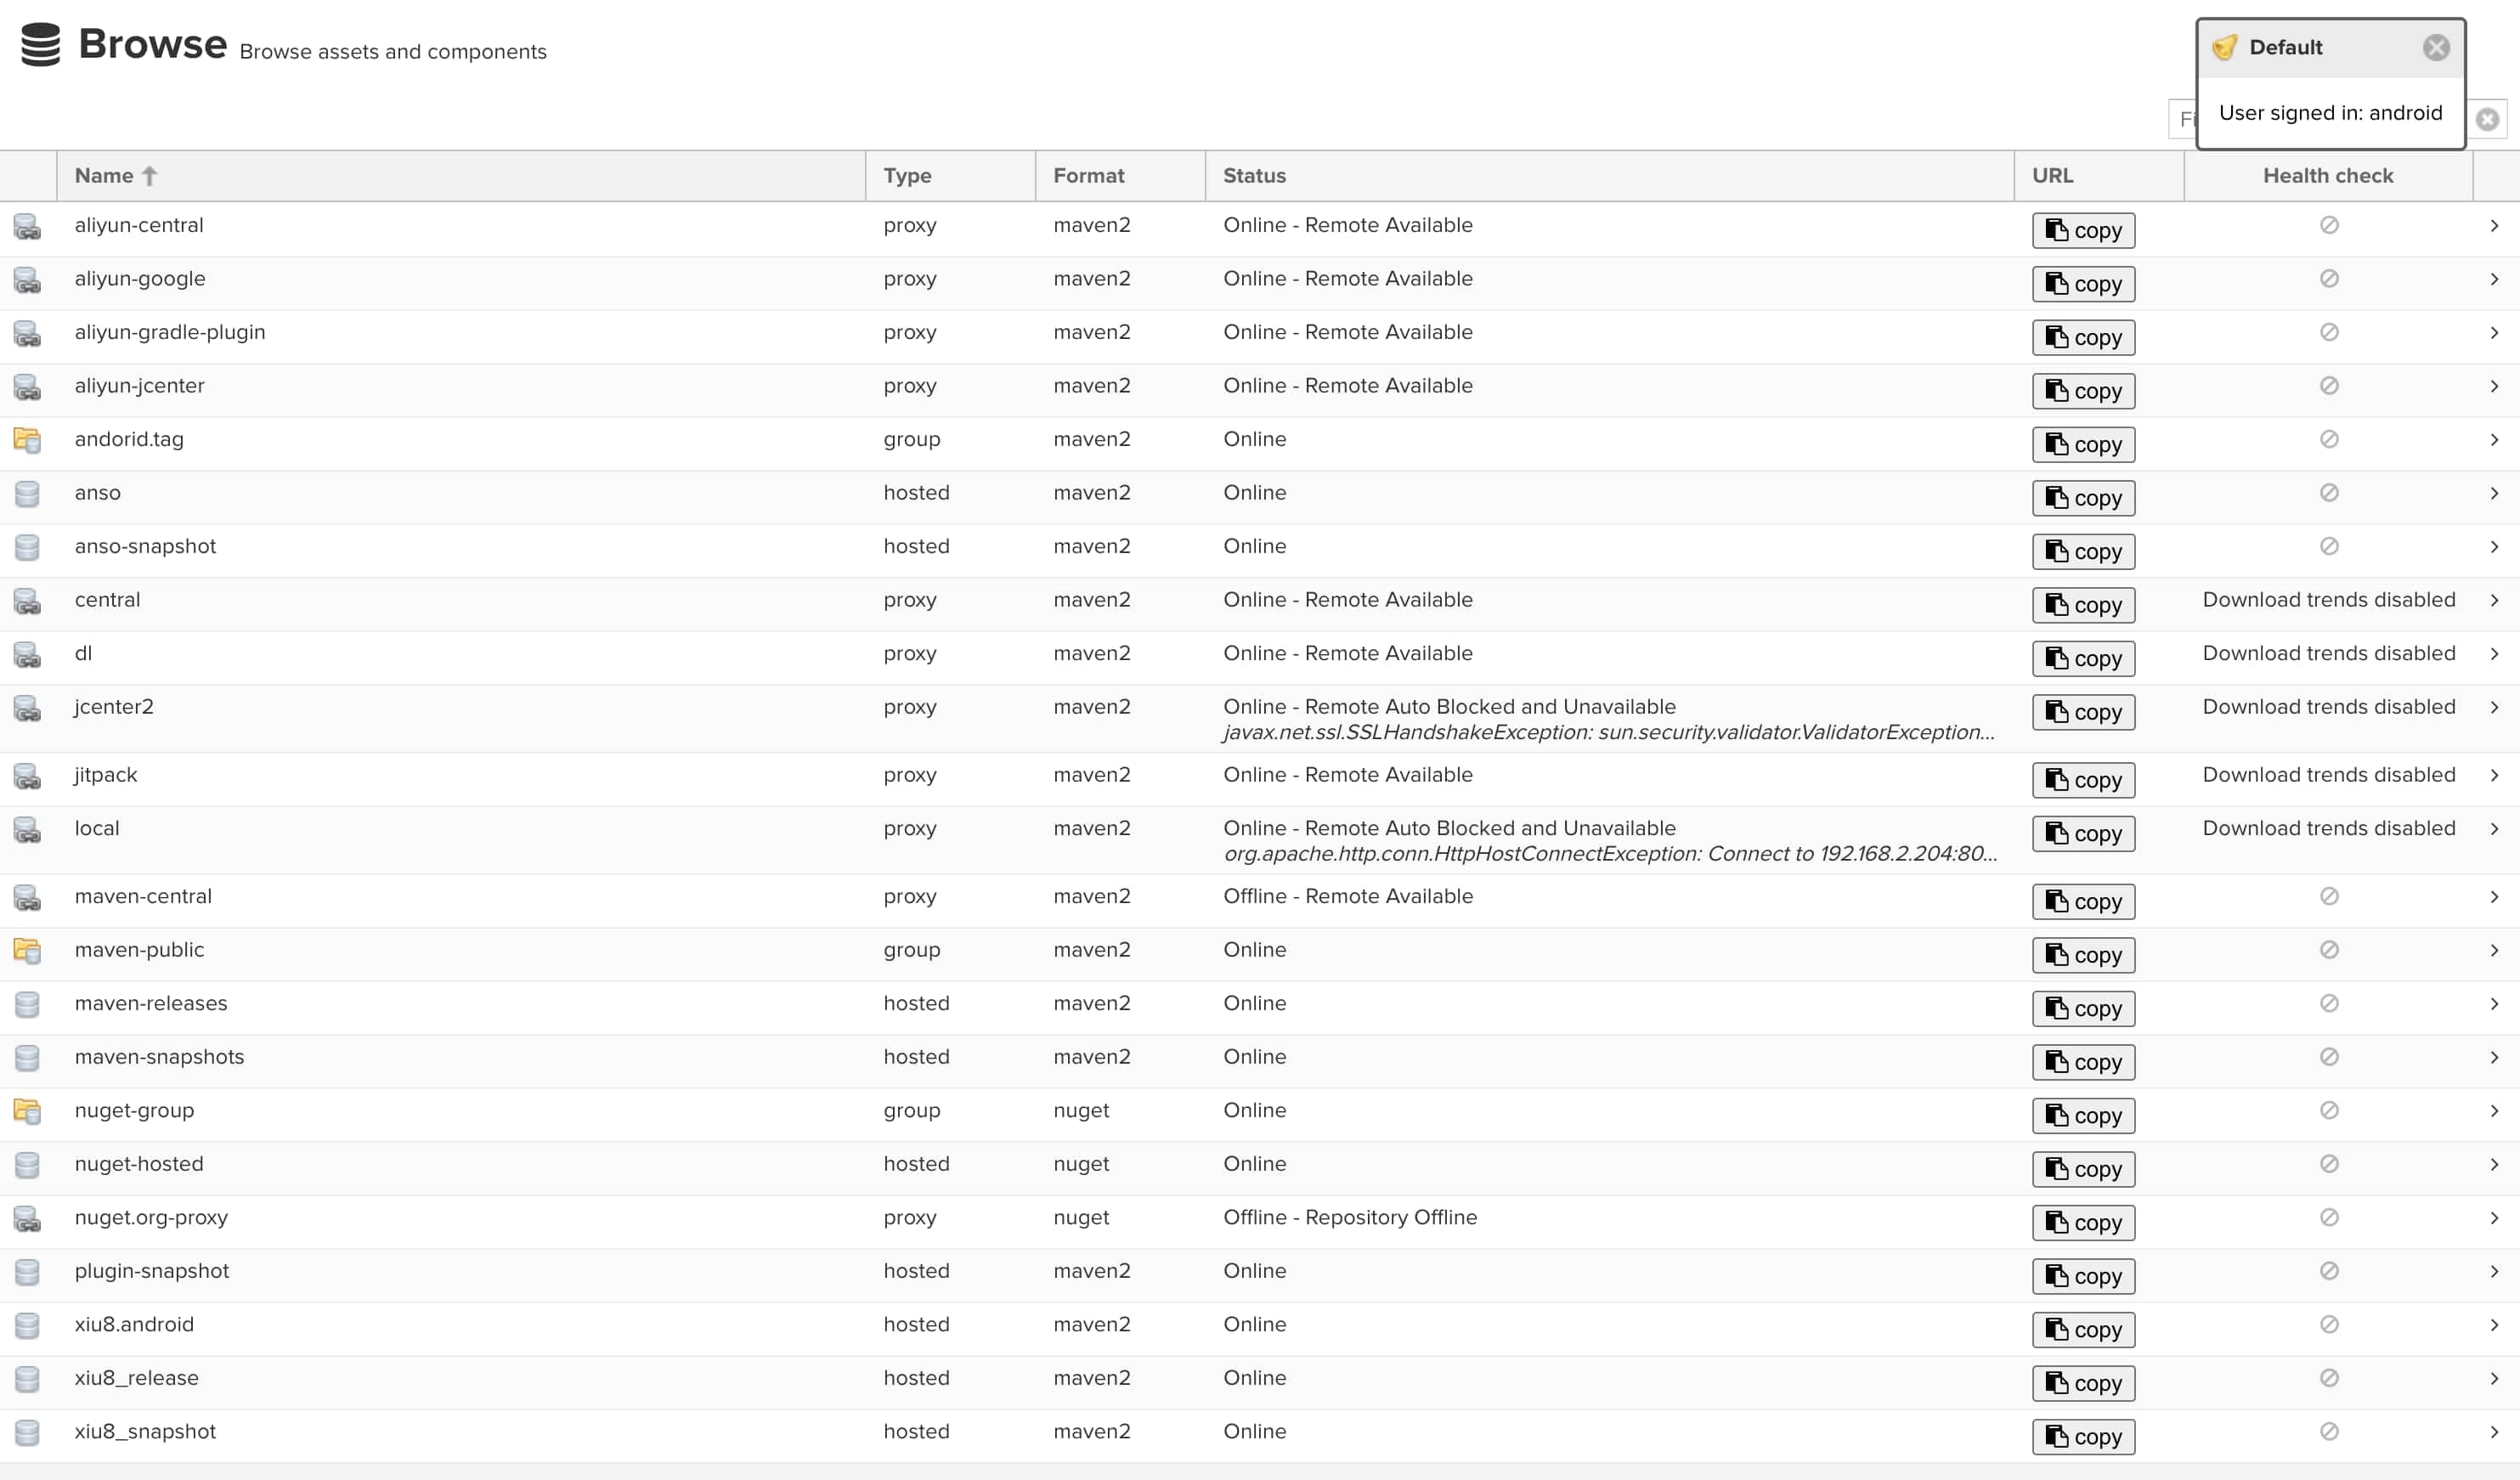 Browse Browse assets and components
Default
User signed in: android
Name Type Format Status URL Health check
aliyun-central proxy maven2 Online - Remote Available copy
aliyun-google proxy maven2 Online - Remote Available copy
aliyun-gradle-plugin proxy maven2 Online - Remote Available copy
aliyun-jcenter proxy maven2 Online - Remote Available copy
andorid.tag group maven2 Online copy
anso hosted maven2 Online copy
anso-snapshot hosted maven2 Online copy
central proxy maven2 Online - Remote Available copy Download trends disabled
dl proxy maven2 Online - Remote Available copy Download trends disabled
jcenter2 proxy maven2 Online - Remote Auto Blocked and Unavailable copy Download trends disabled
javax.net.ssl.SSLHandshakeException: sun.security.validator.ValidatorException...
jitpack proxy maven2 Online - Remote Available copy Download trends disabled
local proxy maven2 Online - Remote Auto Blocked and Unavailable copy Download trends disabled
org.apache.http.conn.HttpHostConnectException: Connect to 192.168.2.204:80...
maven-central proxy maven2 Offline - Remote Available copy
maven-public group maven2 Online copy
maven-releases hosted maven2 Online copy
maven-snapshots hosted maven2 Online copy
nuget-group group nuget Online copy
nuget-hosted hosted nuget Online copy
nuget.org-proxy proxy nuget Offline - Repository Offline copy
plugin-snapshot hosted maven2 Online copy
xiu8.android hosted maven2 Online copy
xiu8_release hosted maven2 Online copy
xiu8_snapshot hosted maven2 Online copy